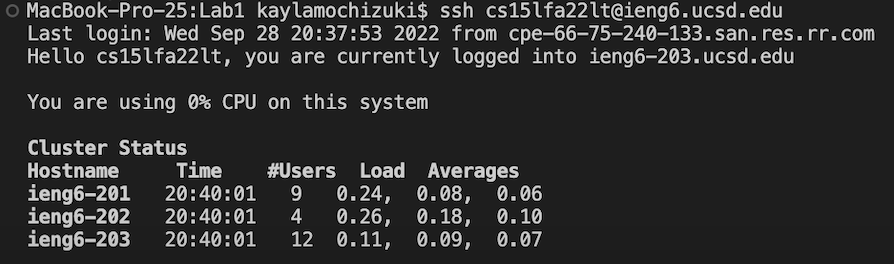 MacBook-Pro-25:Lab1 kaylamochizuki$ ssh cs15lfa22lt@ieng6.ucsd.edu
Last login: Wed Sep 28 20:37:53 2022 from cpe-66-75-240-133.san.res.rr.com
Hello cs15lfa22lt, you are currently logged into ieng6-203.ucsd.edu
You are using 0% CPU on this system
Cluster Status
Hostname     Time    #Users  Load  Averages
ieng6-201   20:40:01   9   0.24,  0.08,  0.06
ieng6-202   20:40:01   4   0.26,  0.18,  0.10
ieng6-203   20:40:01   12  0.11,  0.09,  0.07